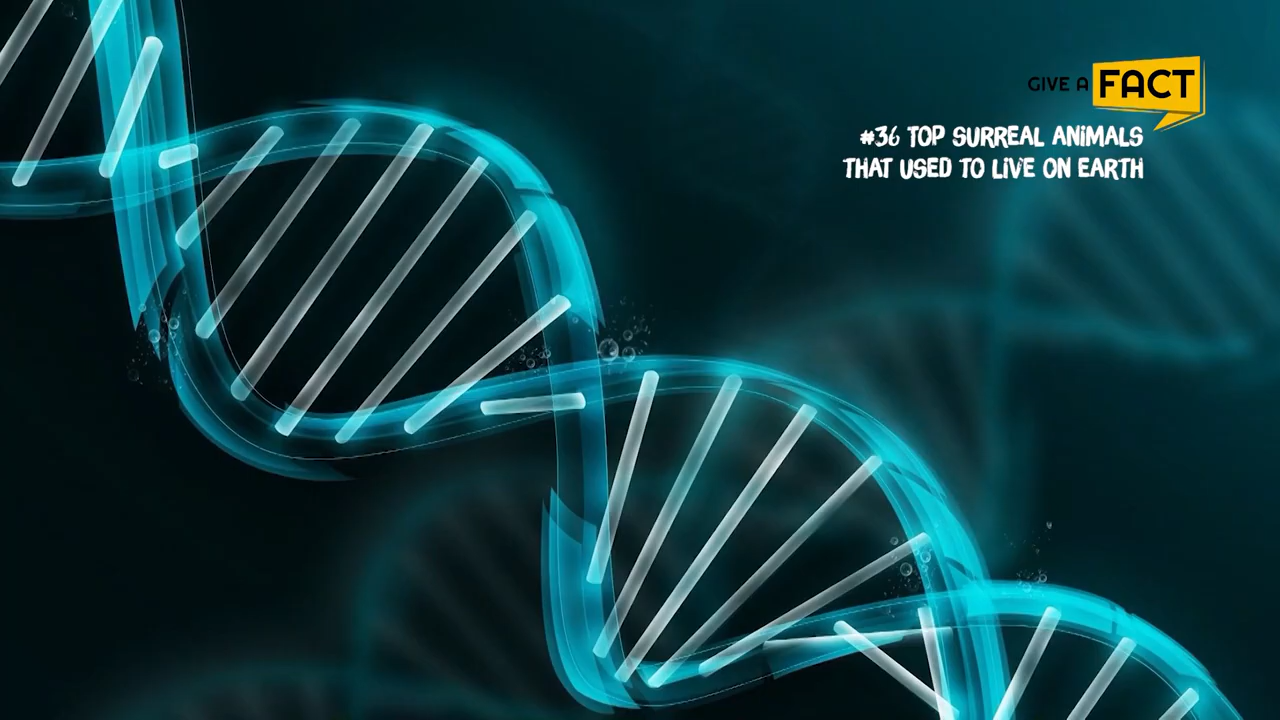 GIVE A FACT
#36 TOP SURREAL ANIMALS
THAT USED TO LIVE ON EARTH